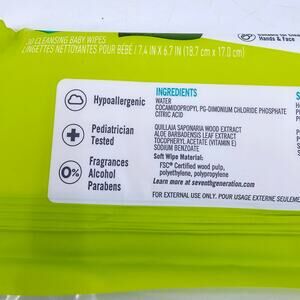 30 CLEANSING BABY WIPES
LINGETTES NETTOYANTES POUR BÉBÉ / 7.4 IN X 6.7 IN (18.7 cm x 17.0 cm)
Hands & Face
Hypoallergenic
Pediatrician
Tested
0%
Fragrances
Alcohol
Parabens
INGREDIENTS
WATER
COCAMIDOPROPYL PG-DIMONIUM CHLORIDE PHOSPHATE
CITRIC ACID
QUILLAJA SAPONARIA WOOD EXTRACT
ALOE BARBADENSIS LEAF EXTRACT
TOCOPHERYL ACETATE (VITAMIN E)
SODIUM BENZOATE
Soft Wipe Material:
FSC® Certified wood pulp,
polyethylene, polypropylene
Learn more at seventhgeneration.com
FOR EXTERNAL USE ONLY. POUR USAGE EXTERNE SEULEME